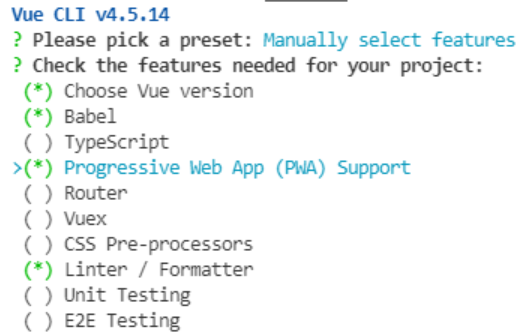 Vue CLI v4.5.14
? Please pick a preset: Manually select features
? Check the features needed for your project:
(*) Choose Vue version
(*) Babel
( ) TypeScript
>(*) Progressive Web App (PWA) Support
( ) Router
( ) Vuex
( ) CSS Pre-processors
(*) Linter / Formatter
( ) Unit Testing
( ) E2E Testing